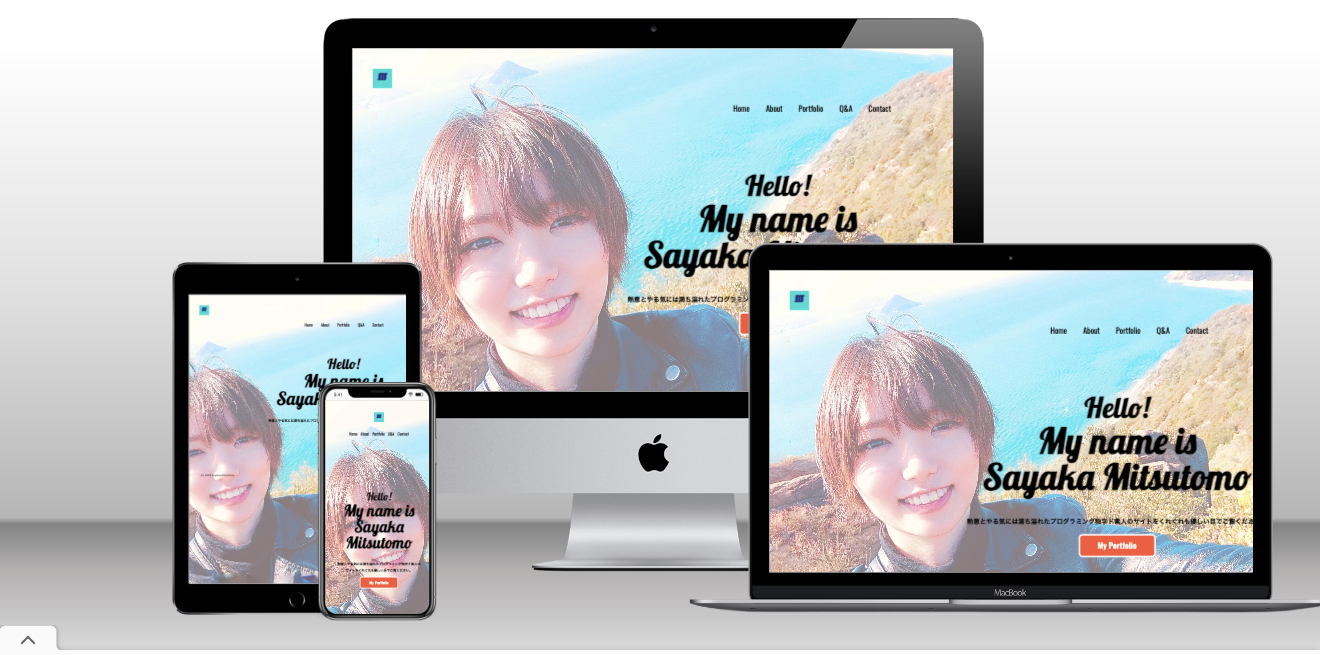 Home About Portfolio Q&A Contact
Hello!
My name is
Sayaka
熱意とやる気には満ち溢れたプログラミン
Home About Portfolio Q&A Contact
Hello!
My name is
Sayak
9:41
Home About Portfolio Q&A Contact
Hello!
My name is
Sayaka
Mitsutomo
My Portfolio
Home About Portfolio Q&A Contact
Hello!
My name is
Sayaka Mitsutomo
熱意とやる気には満ち溢れたプログラミング独学ド素人のサイトをくれぐれも優しい目でご覧くださ
My Portfolio
MacBook